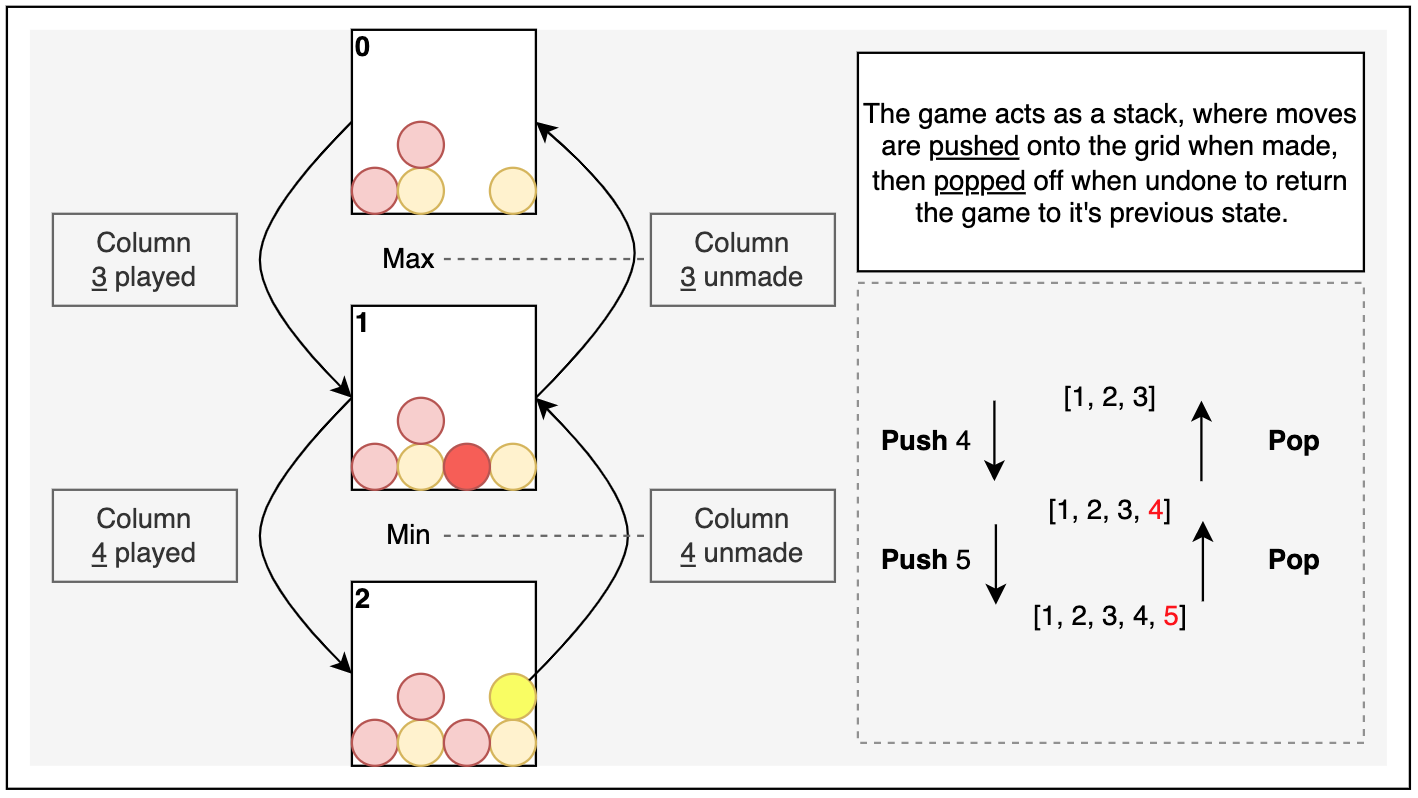 0
The game acts as a stack, where moves
are pushed onto the grid when made,
then popped off when undone to return
the game to it's previous state.
Column
3 played
Max
Column
3 unmade
1
Column
4 played
Min
Column
4 unmade
2
[1, 2, 3]
Push 4
Pop
[1, 2, 3, 4]
Push 5
Pop
[1, 2, 3, 4, 5]